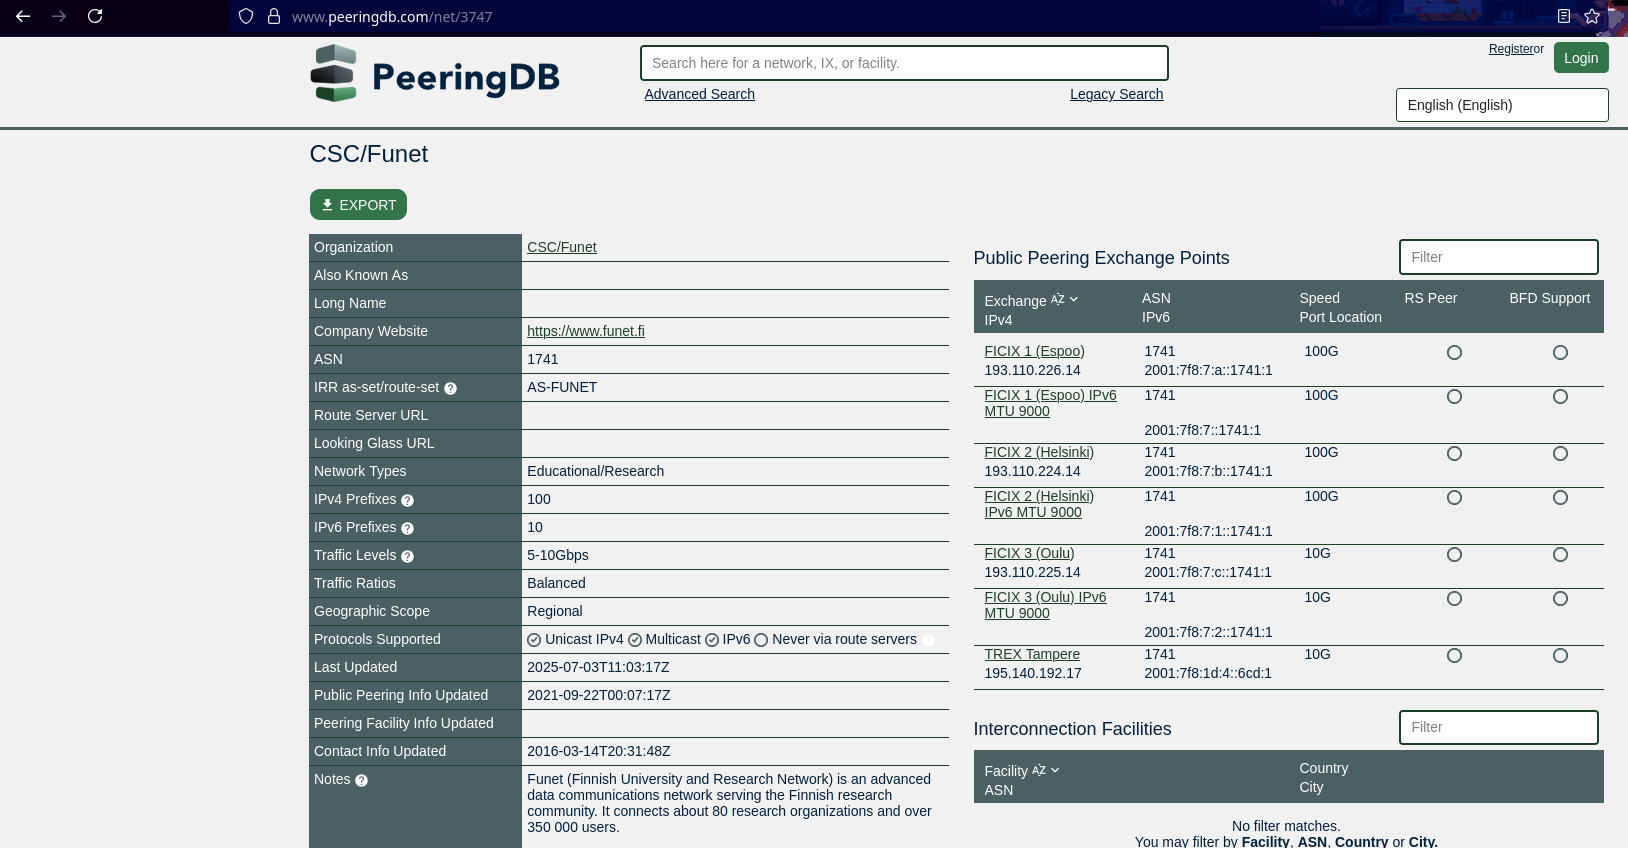 www.peeringdb.com/net/3747
PeeringDB
Search here for a network, IX, or facility.
Advanced Search
Legacy Search
Register or
Login
English (English)
CSC/Funet
EXPORT
Organization CSC/Funet
Also Known As
Long Name
Company Website https://www.funet.fi
ASN 1741
IRR as-set/route-set ? AS-FUNET
Route Server URL
Looking Glass URL
Network Types Educational/Research
IPv4 Prefixes ? 100
IPv6 Prefixes ? 10
Traffic Levels ? 5-10Gbps
Traffic Ratios Balanced
Geographic Scope Regional
Protocols Supported Unicast IPv4 Multicast IPv6 Never via route servers ?
Last Updated 2025-07-03T11:03:17Z
Public Peering Info Updated 2021-09-22T00:07:17Z
Peering Facility Info Updated
Contact Info Updated 2016-03-14T20:31:48Z
Notes ? Funet (Finnish University and Research Network) is an advanced
data communications network serving the Finnish research
community. It connects about 80 research organizations and over
350 000 users.
Public Peering Exchange Points
Filter
Exchange AZ ASN Speed RS Peer BFD Support
IPv4 IPv6 Port Location
FICIX 1 (Espoo) 1741 100G
193.110.226.14 2001:7f8:7:a::1741:1
FICIX 1 (Espoo) IPv6 1741 100G
MTU 9000
2001:7f8:7::1741:1
FICIX 2 (Helsinki) 1741 100G
193.110.224.14 2001:7f8:7:b::1741:1
FICIX 2 (Helsinki) 1741 100G
IPv6 MTU 9000
2001:7f8:7:1::1741:1
FICIX 3 (Oulu) 1741 10G
193.110.225.14 2001:7f8:7:c::1741:1
FICIX 3 (Oulu) IPv6 1741 10G
MTU 9000
2001:7f8:7:2::1741:1
TREX Tampere 1741 10G
195.140.192.17 2001:7f8:1d:4::6cd:1
Interconnection Facilities
Filter
Facility AZ Country
ASN City
No filter matches.
You may filter by Facility, ASN, Country or City.